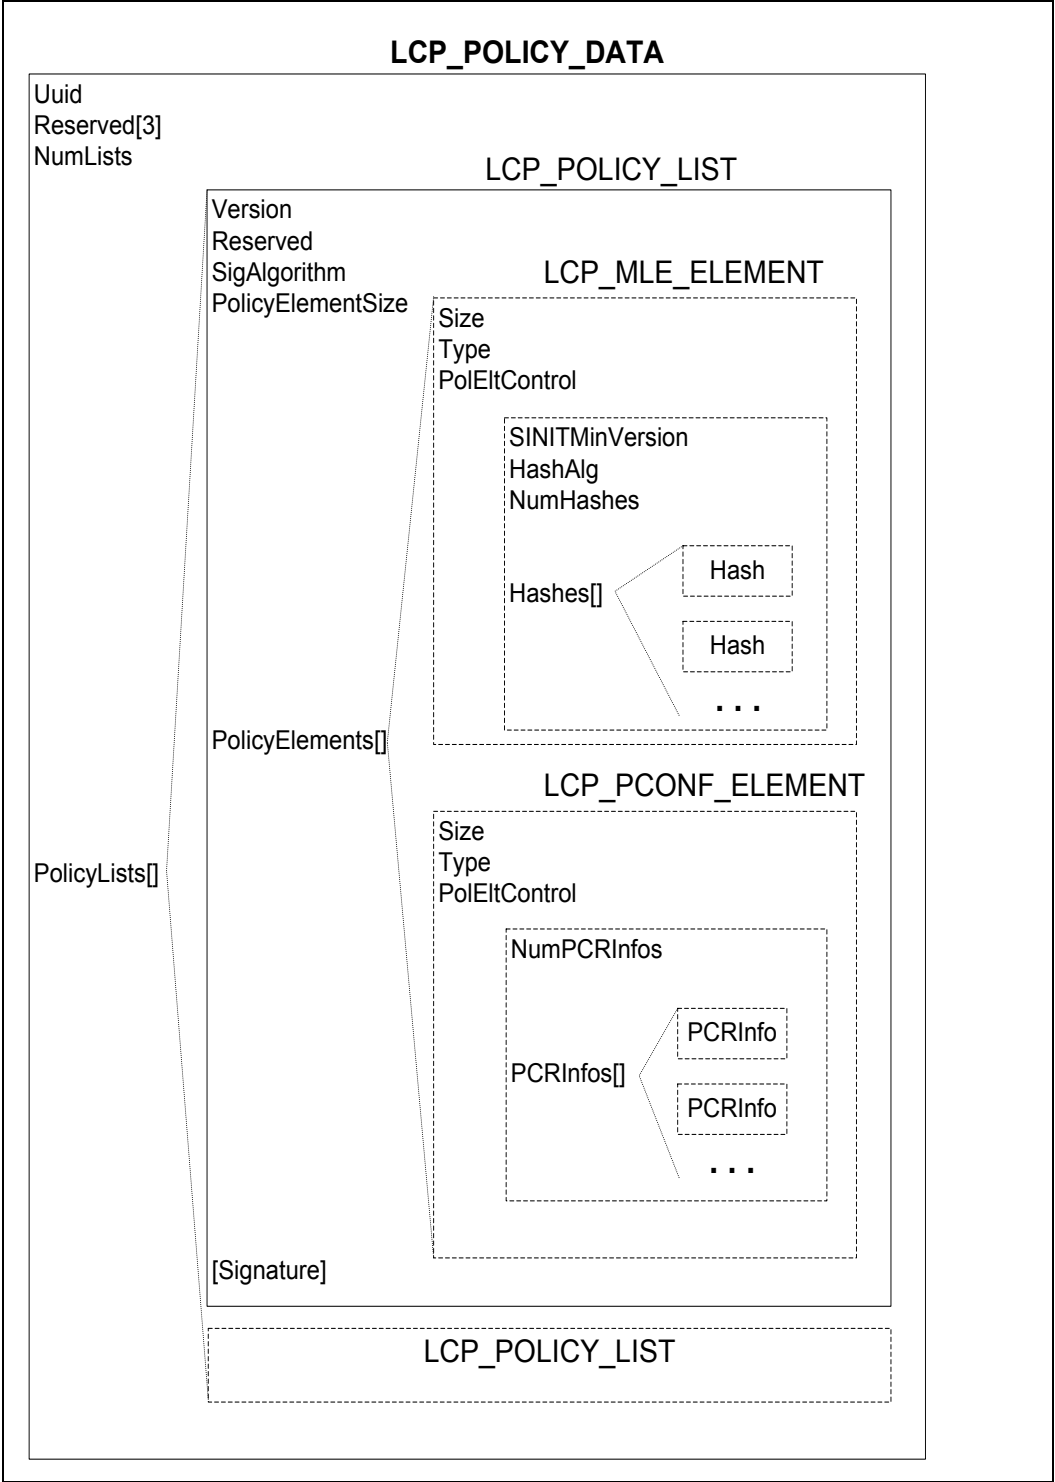 LCP_POLICY_DATA
Uuid
Reserved[3]
NumLists
LCP_POLICY_LIST
Version
Reserved
SigAlgorithm
PolicyElementSize
LCP_MLE_ELEMENT
Size
Type
PolEltControl
SINITMinVersion
HashAlg
NumHashes
Hashes[]
Hash
Hash
...
PolicyElements[]
LCP_PCONF_ELEMENT
Size
Type
PolEltControl
PolicyLists[]
NumPCRInfos
PCRInfos[]
PCRInfo
PCRInfo
...
[Signature]
LCP_POLICY_LIST